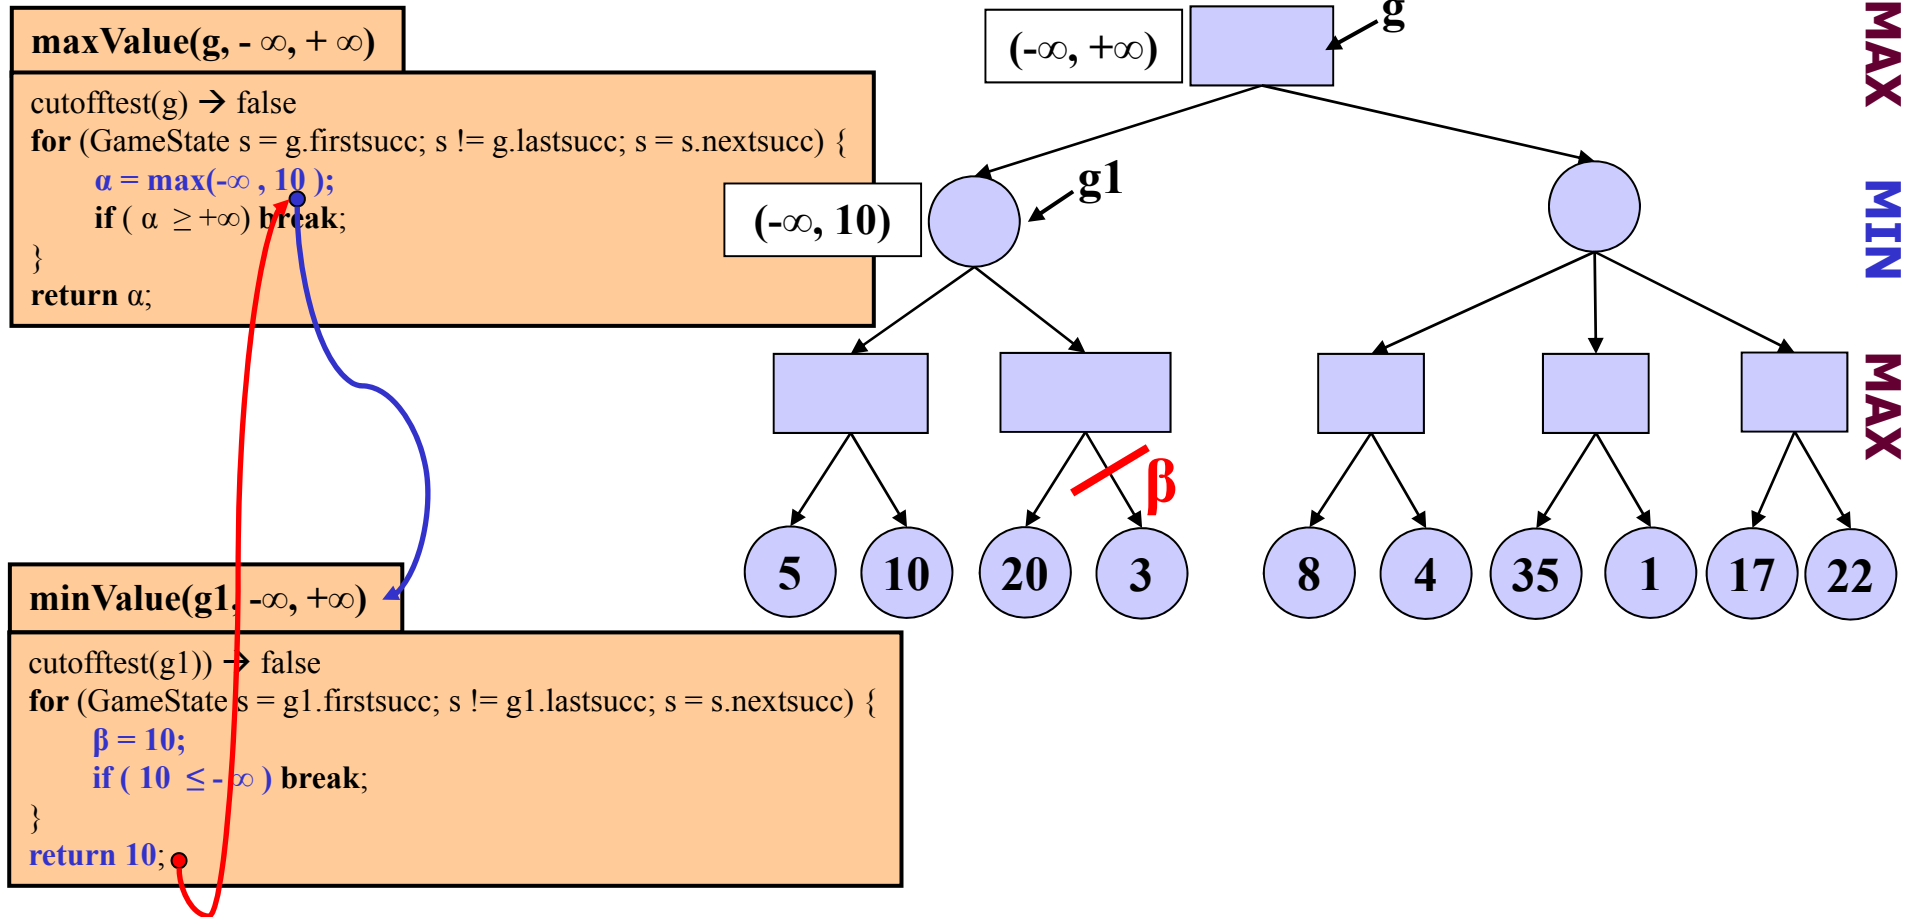 maxValue(g, - ∞, + ∞)
cutofftest(g) → false
for (GameState s = g.firstsucc; s != g.lastsucc; s = s.nextsucc) {
α = max(-∞ , 10 );
if ( α ≥ +∞) break;
}
return α;
minValue(g1, -∞, +∞)
cutofftest(g1)) → false
for (GameState s = g1.firstsucc; s != g1.lastsucc; s = s.nextsucc) {
β = 10;
if ( 10 ≤ - ∞ ) break;
}
return 10;
(-∞, +∞)
g
MAX
(-∞, 10)
g1
MIN
MAX
β
5 10 20 3 8 4 35 1 17 22